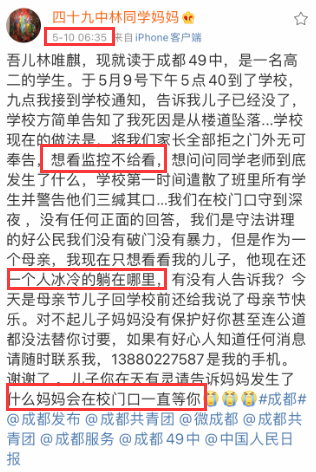 四十九中林同学妈妈
5-10 06:35 来自iPhone客户端
吾儿林唯麒，现就读于成都49中，是一名高
二的学生。于5月9号下午5点40到了学校，
九点我接到学校通知，告诉我儿子已经没了，
学校方简单告知了我死因是从楼道坠落...学校
现在的做法是，将我们家长全部拒之门外无可
奉告，想看监控不给看，想问问同学老师到底
发生了什么，学校第一时间遣散了班里所有学
生并警告他们三缄其口...我们在校门口守到深
夜，没有任何正面的回答，我们是守法讲理
的好公民我们没有破门没有暴力，但是作为一
个母亲，我现在只想看看我的儿子，他现在还
一个人冰冷的躺在哪里，有没有人告诉我？今
天是母亲节儿子回学校前还给我说了母亲节快
乐。对不起儿子妈妈没有保护好你甚至连公道
都没法替你讨要，如果有好心人知道任何消息
请随时联系我，13880227587是我的手机。
谢谢了 。儿子你在天有灵请告诉妈妈发生了
什么妈妈会在校门口一直等你 #成都#
@成都发布 @成都共青团 @微成都 @成都共
青团 @成都服务 @成都49中 @中国人民日
报